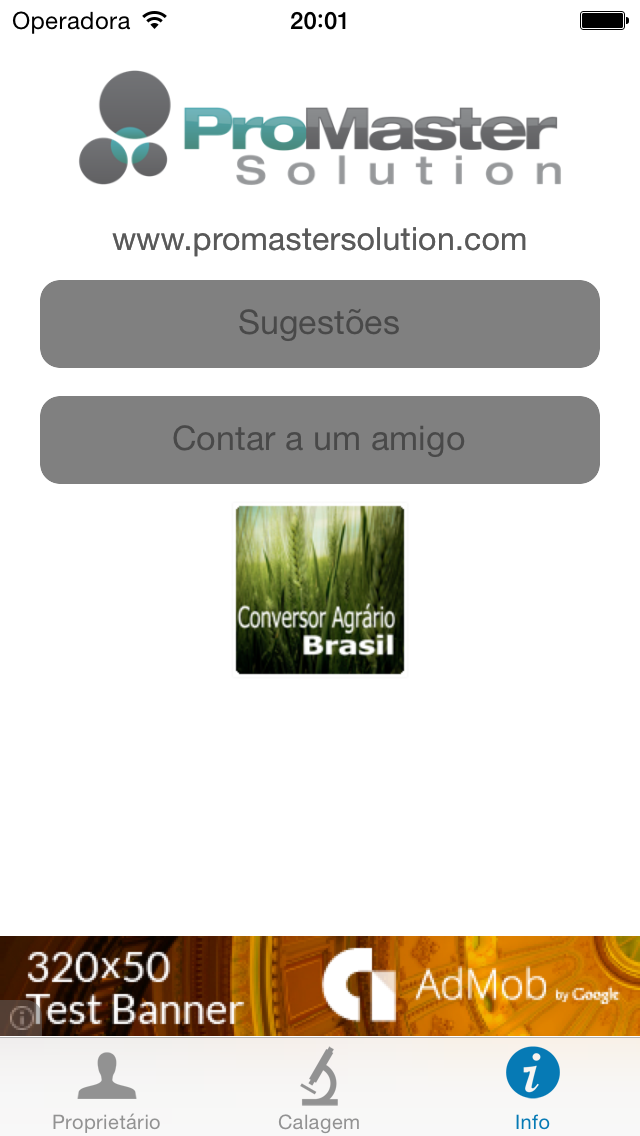 Operadora 20:01
ProMaster
Solution
www.promastersolution.com
Sugestões
Contar a um amigo
Conversor Agrário
Brasil
320x50
Test Banner
AdMob by Google
Proprietário Calagem Info